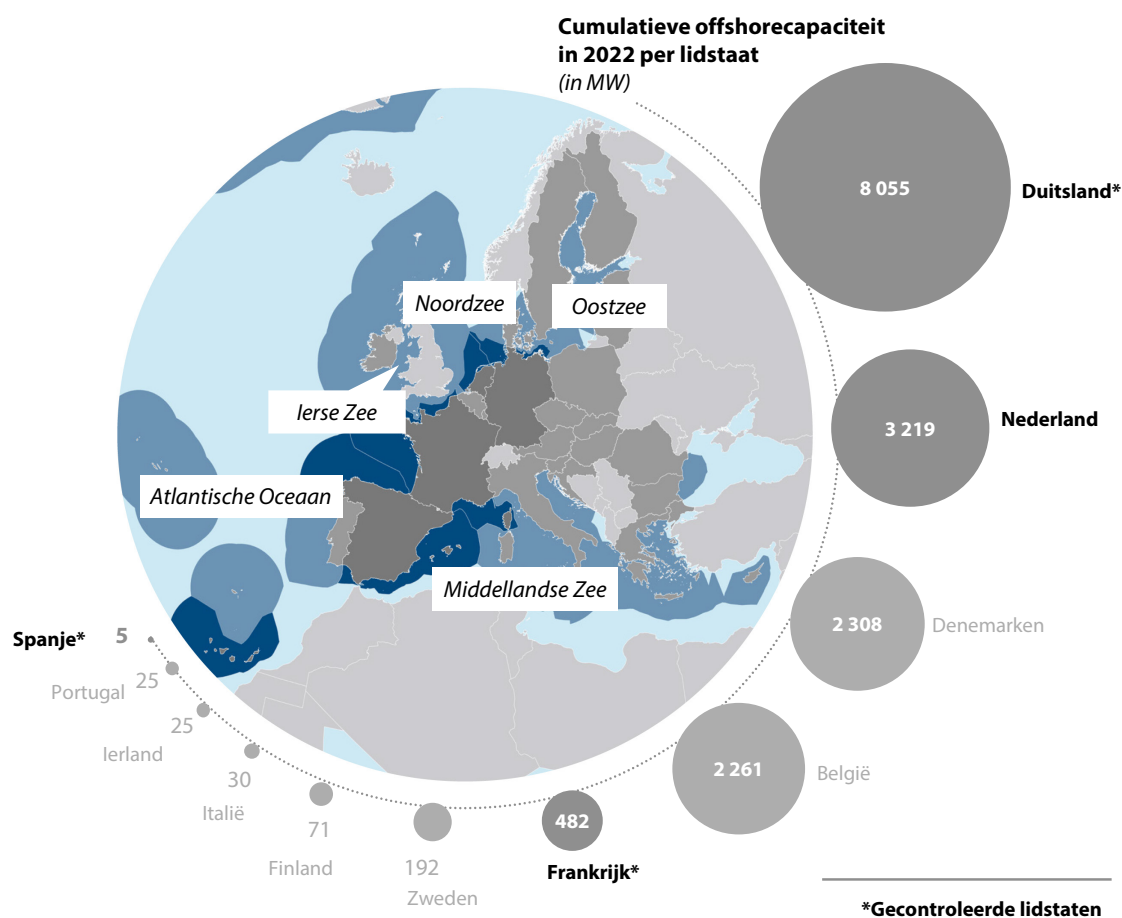 Cumulatieve offshorecapaciteit
in 2022 per lidstaat
(in MW)
8 055
Duitsland*
Noordzee
Oostzee
Ierse Zee
3 219
Nederland
Atlantische Oceaan
Middellandse Zee
2 308
Denemarken
Spanje*
5
Portugal
25
25
Ierland
30
Italië
71
Finland
192
Zweden
482
Frankrijk*
2 261
België
*Gecontroleerde lidstaten